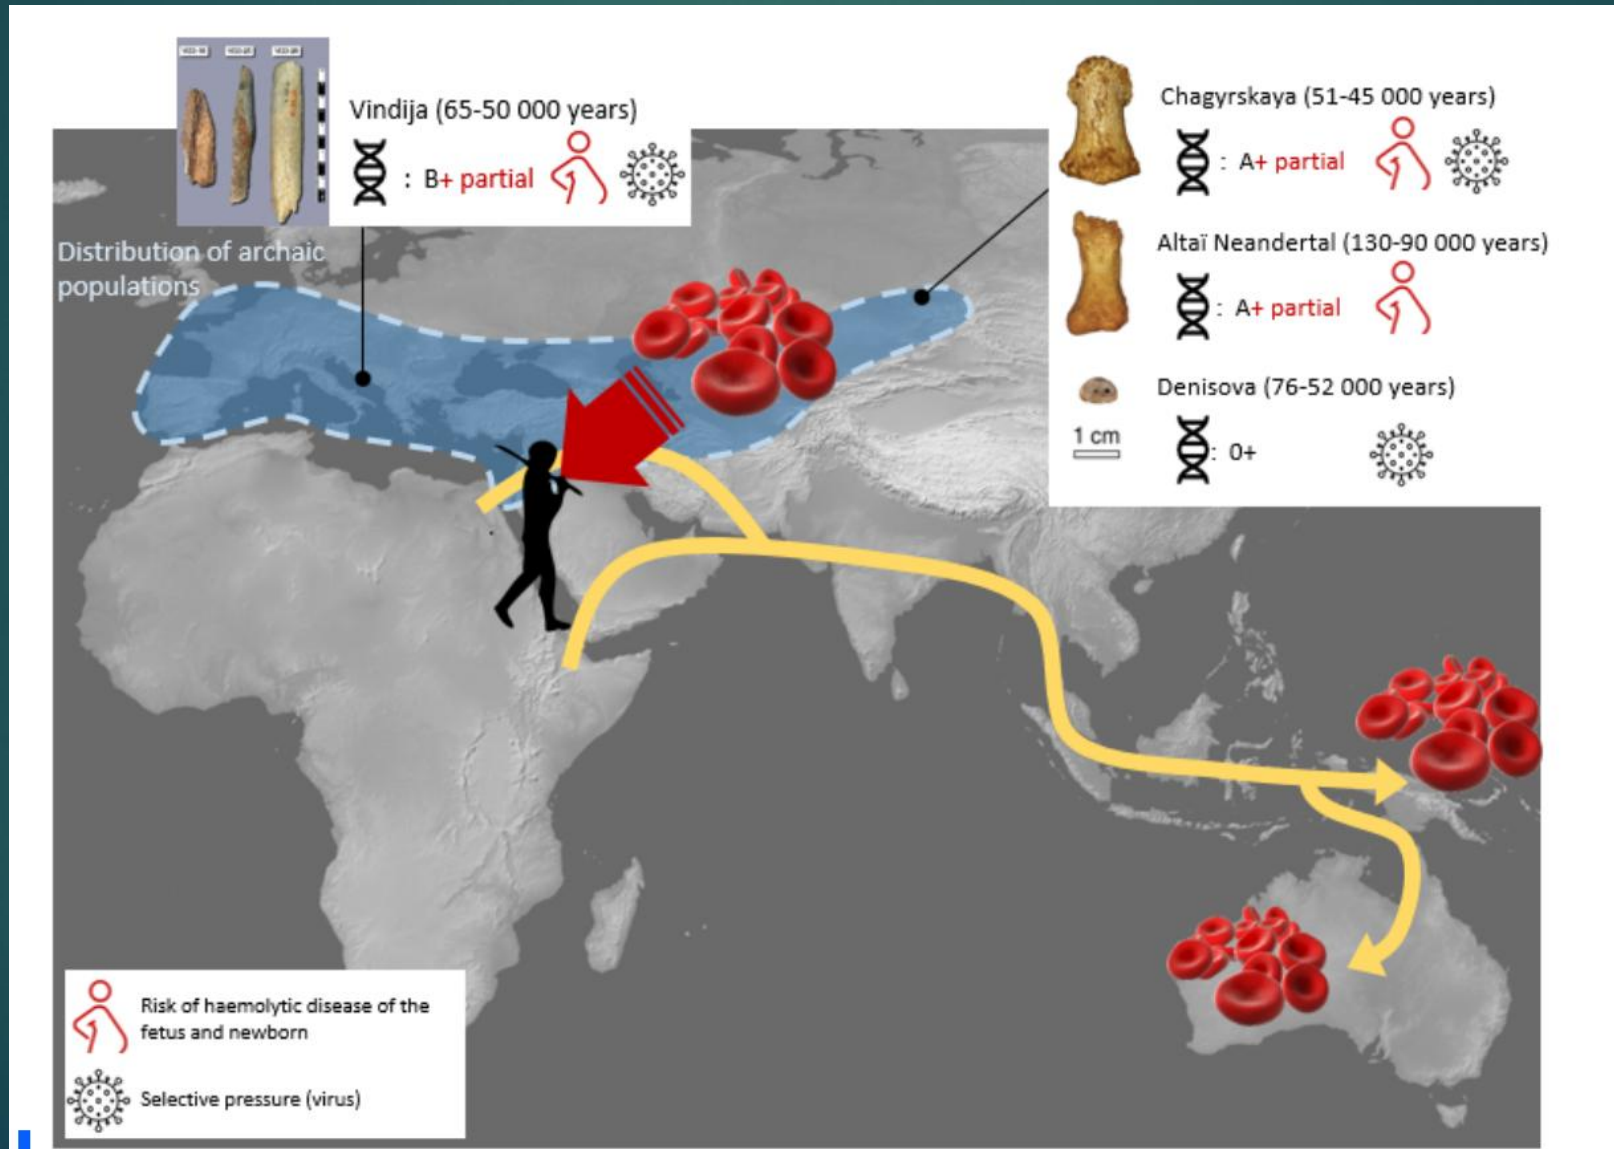 Vindija (65-50 000 years)
: B+ partial
Chagyrskaya (51-45 000 years)
: A+ partial
Altaï Neandertal (130-90 000 years)
: A+ partial
Denisova (76-52 000 years)
1 cm
: O+
Distribution of archaic
populations
Risk of haemolytic disease of the
fetus and newborn
Selective pressure (virus)